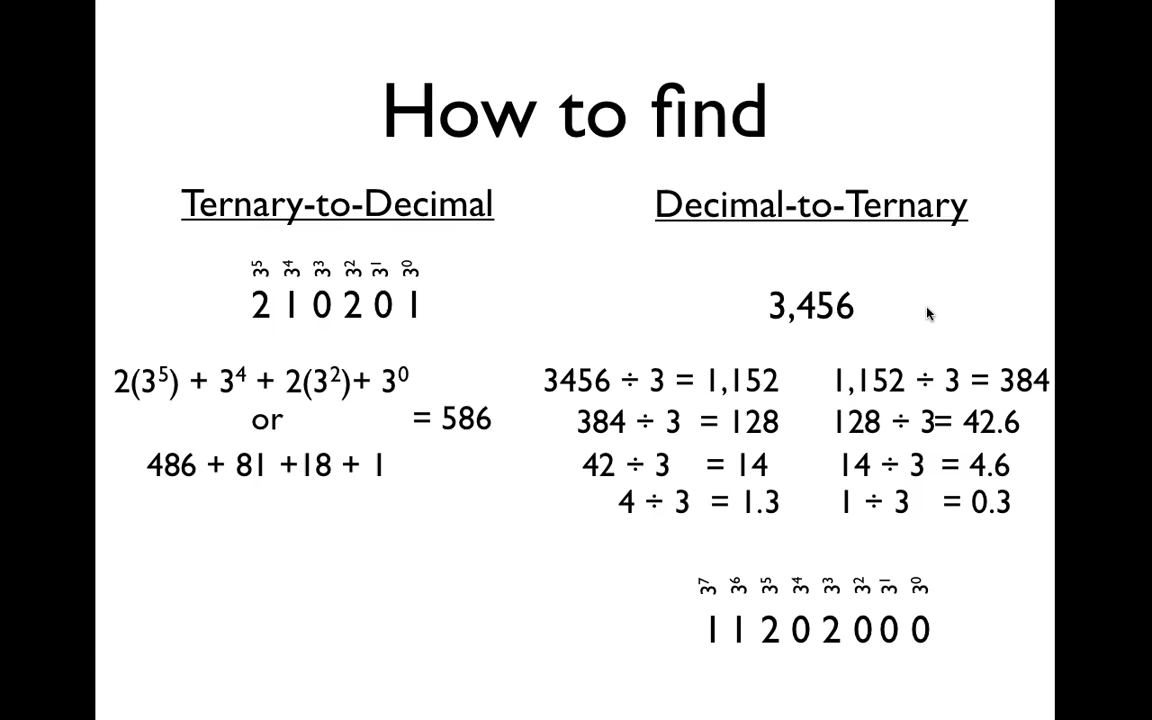 How to find
Ternary-to-Decimal
3⁵ 3⁴ 3³ 3² 3¹ 3⁰
2 1 0 2 0 1
2(3⁵) + 3⁴ + 2(3²)+ 3⁰
or = 586
486 + 81 +18 + 1
Decimal-to-Ternary
3,456
3456 ÷ 3 = 1,152 1,152 ÷ 3 = 384
384 ÷ 3 = 128 128 ÷ 3= 42.6
42 ÷ 3 = 14 14 ÷ 3 = 4.6
4 ÷ 3 = 1.3 1 ÷ 3 = 0.3
3⁷ 3⁶ 3⁵ 3⁴ 3³ 3² 3¹ 3⁰
1 1 2 0 2 0 0 0